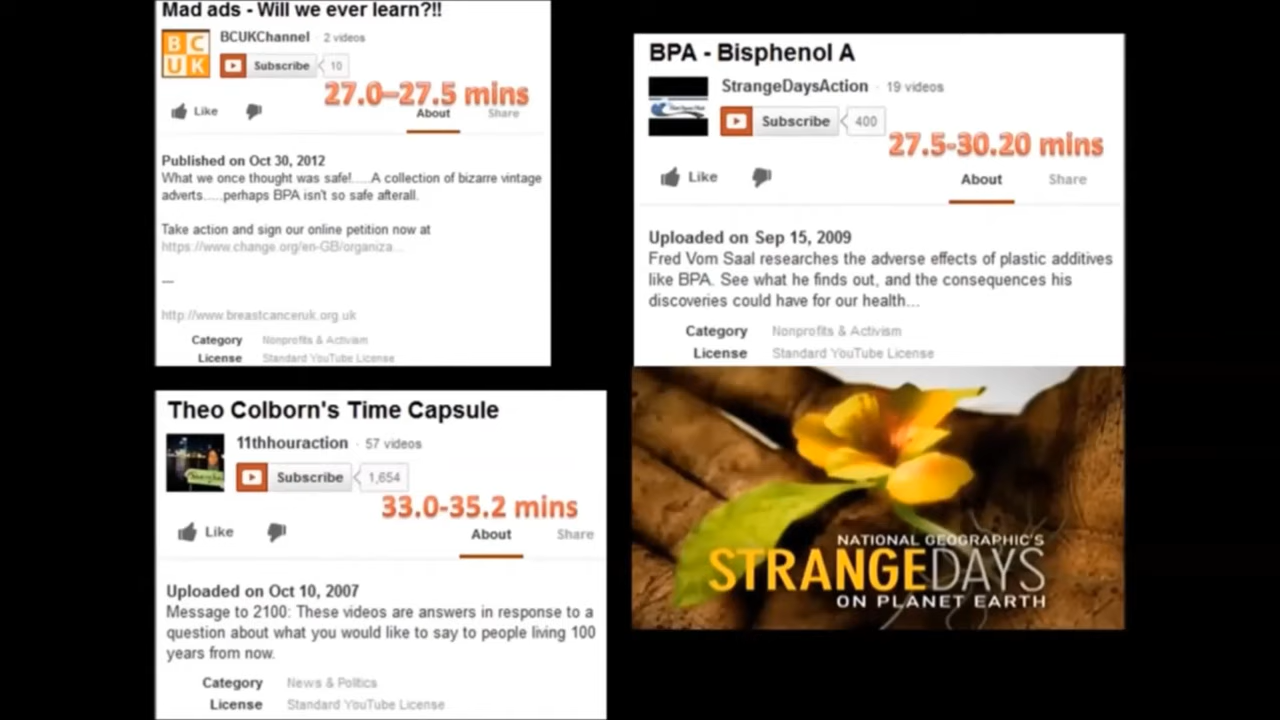 Mad ads - Will we ever learn?!!
BC
UK
BCUKChannel · 2 videos
Subscribe 10
27.0–27.5 mins
Like
About Share
Published on Oct 30, 2012
What we once thought was safe!.....A collection of bizarre vintage
adverts.....perhaps BPA isn't so safe afterall.
Take action and sign our online petition now at
https://www.change.org/en-GB/organiza...
---
http://www.breastcanceruk.org.uk
Category Nonprofits & Activism
License Standard YouTube License
BPA - Bisphenol A
StrangeDaysAction · 19 videos
Subscribe 400
27.5-30.20 mins
Like
About Share
Uploaded on Sep 15, 2009
Fred Vom Saal researches the adverse effects of plastic additives
like BPA. See what he finds out, and the consequences his
discoveries could have for our health...
Category Nonprofits & Activism
License Standard YouTube License
Theo Colborn's Time Capsule
11thhouraction · 57 videos
Subscribe 1,654
33.0-35.2 mins
Like
About Share
Uploaded on Oct 10, 2007
Message to 2100: These videos are answers in response to a
question about what you would like to say to people living 100
years from now.
Category News & Politics
License Standard YouTube License
NATIONAL GEOGRAPHIC'S
STRANGEDAYS
ON PLANET EARTH